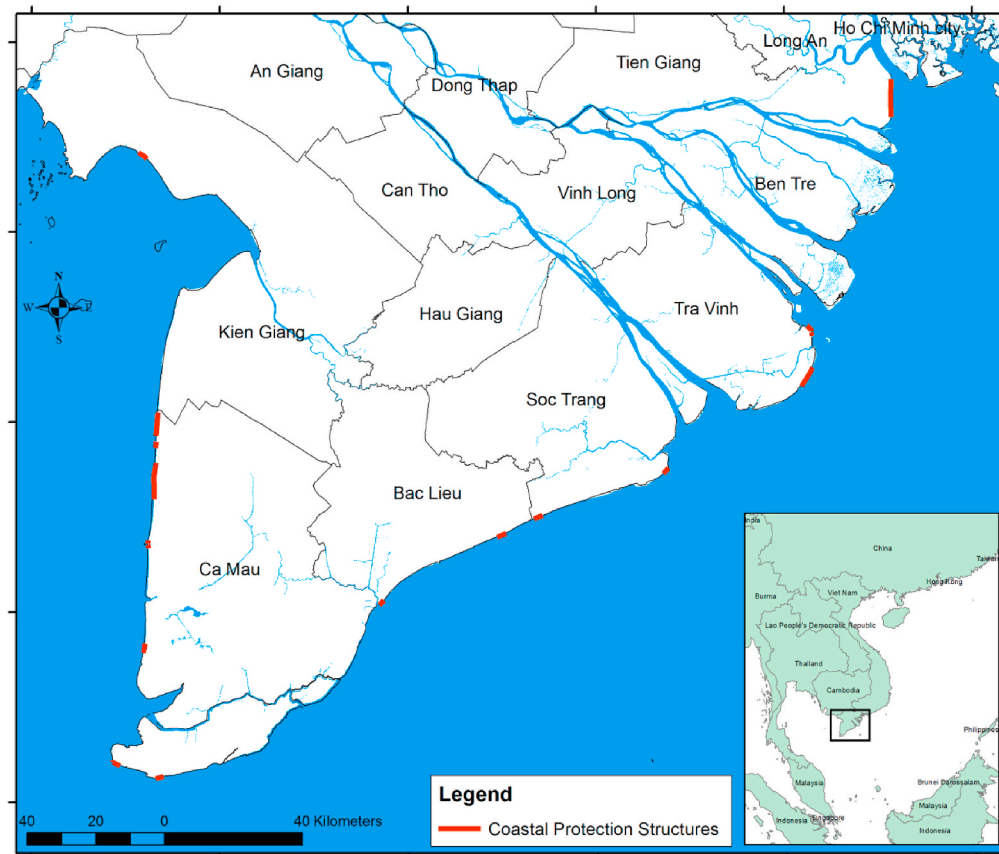 Ho Chi Minh city
Long An
Tien Giang
An Giang
Dong Thap
Can Tho
Vinh Long
Ben Tre
N
W E
S
Hau Giang
Tra Vinh
Kien Giang
Soc Trang
Bac Lieu
Ca Mau
India
China
Taiwan
Hong Kong
Burma
Viet Nam
Lao People's Democratic Republic
Thailand
Cambodia
Philippines
Malaysia
Brunei Darussalam
Malaysia
Singapore
Indonesia
Indonesia
Legend
Coastal Protection Structures
40 20 0 40 Kilometers